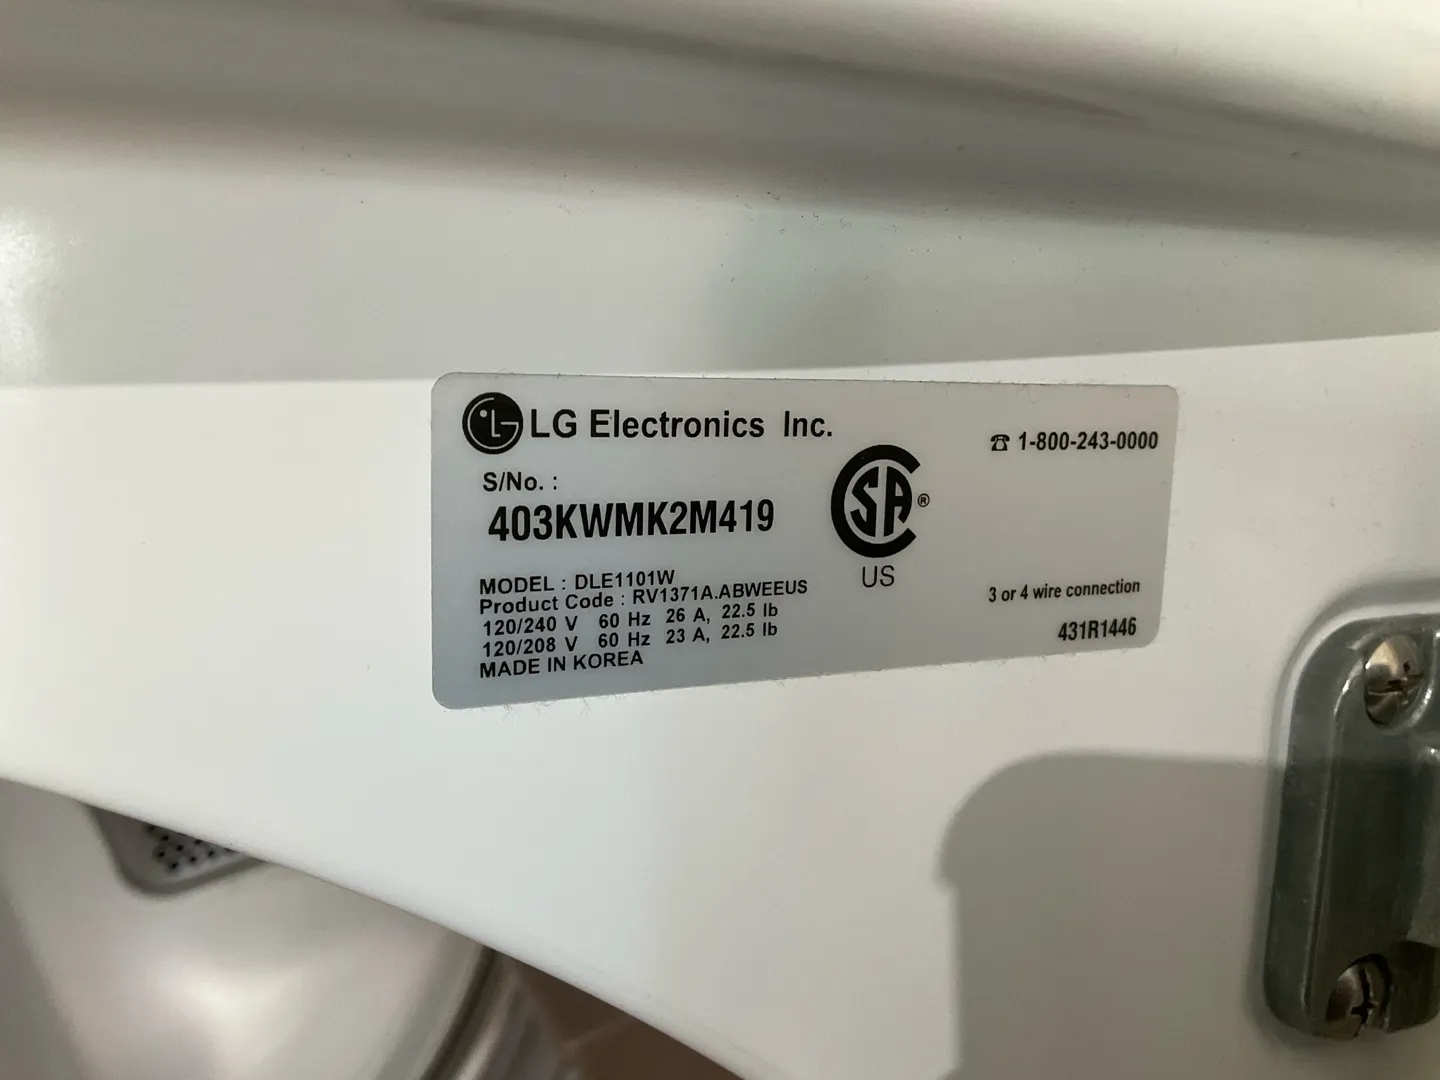 LG Electronics Inc.
☎ 1-800-243-0000
S/No. :
403KWMK2M419
SA ®
US
MODEL : DLE1101W
Product Code : RV1371A.ABWEEUS
120/240 V 60 Hz 26 A, 22.5 lb
120/208 V 60 Hz 23 A, 22.5 lb
MADE IN KOREA
3 or 4 wire connection
431R1446